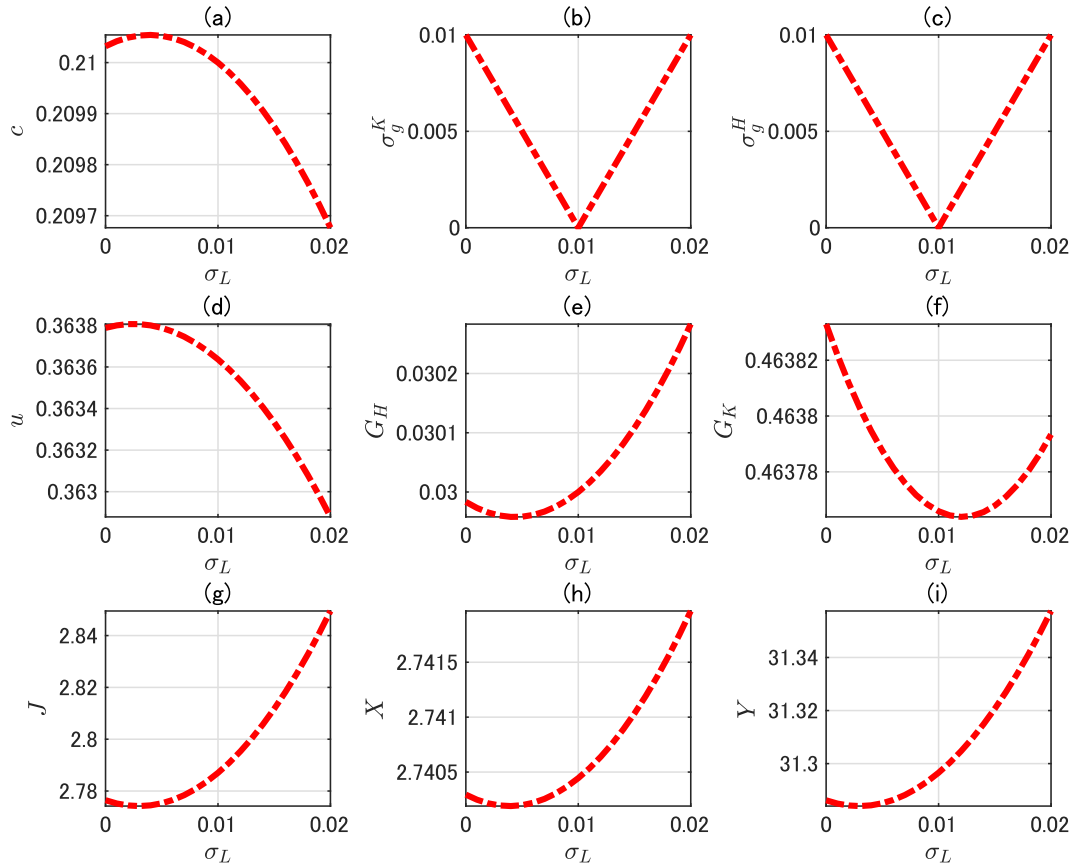 (a) (b) (c)
0.21
0.2099
0.2098
0.2097
c
0 0.01 0.02
σ_L
0.01
0.005
0
σ_g^K
0 0.01 0.02
σ_L
0.01
0.005
0
σ_g^H
0 0.01 0.02
σ_L
(d) (e) (f)
0.3638
0.3636
0.3634
0.3632
0.363
u
0 0.01 0.02
σ_L
0.0302
0.0301
0.03
G_H
0 0.01 0.02
σ_L
0.46382
0.4638
0.46378
G_K
0 0.01 0.02
σ_L
(g) (h) (i)
2.84
2.82
2.8
2.78
J
0 0.01 0.02
σ_L
2.7415
2.741
2.7405
X
0 0.01 0.02
σ_L
31.34
31.32
31.3
Y
0 0.01 0.02
σ_L